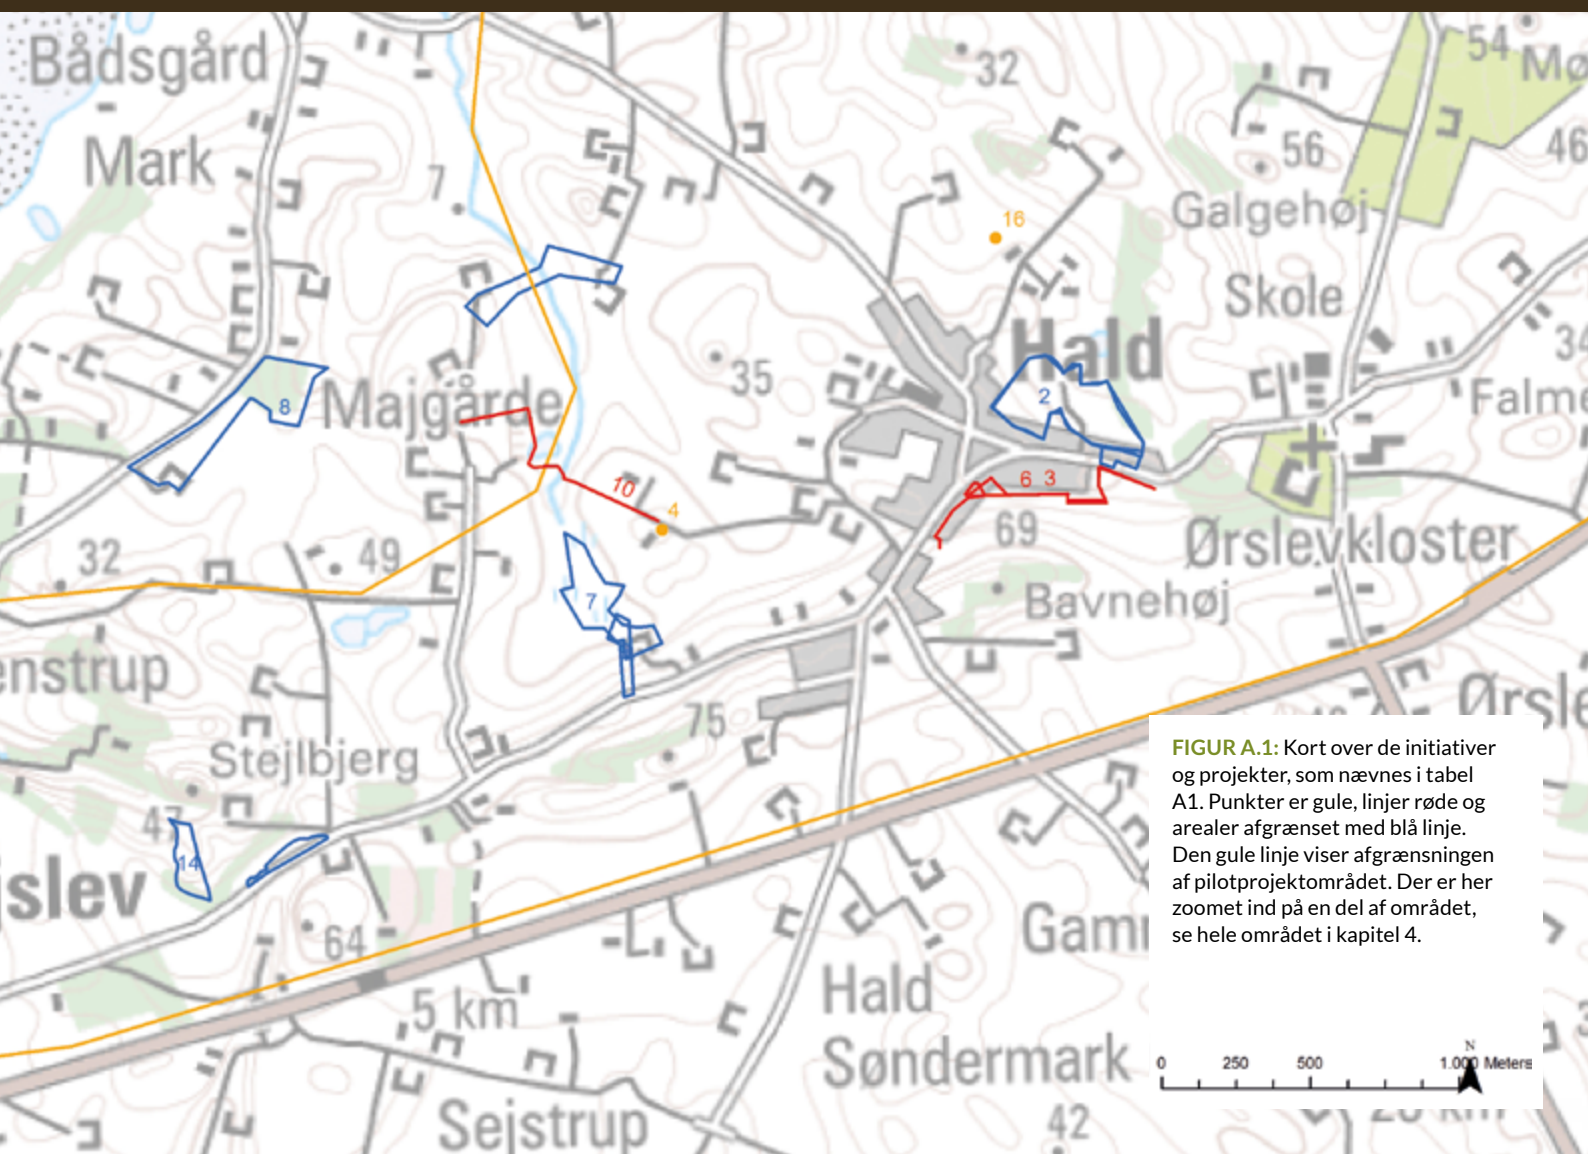 Bådsgård
Mark
7
32
54
Mø
56
46
Galgehøj
16
Skole
Hald
34
35
Majgårde
8
2
Falme
10
4
6 3
69
Ørslevkloster
32
49
7
Bavnehøj
enstrup
Ørsle
75
Stejlbjerg
47
14
jslev
64
Gamr
5 km
Hald
Søndermark
Sejstrup
42
FIGUR A.1: Kort over de initiativer
og projekter, som nævnes i tabel
A1. Punkter er gule, linjer røde og
arealer afgrænset med blå linje.
Den gule linje viser afgrænsningen
af pilotprojektområdet. Der er her
zoomet ind på en del af området,
se hele området i kapitel 4.
N
0 250 500 1.000 Meters